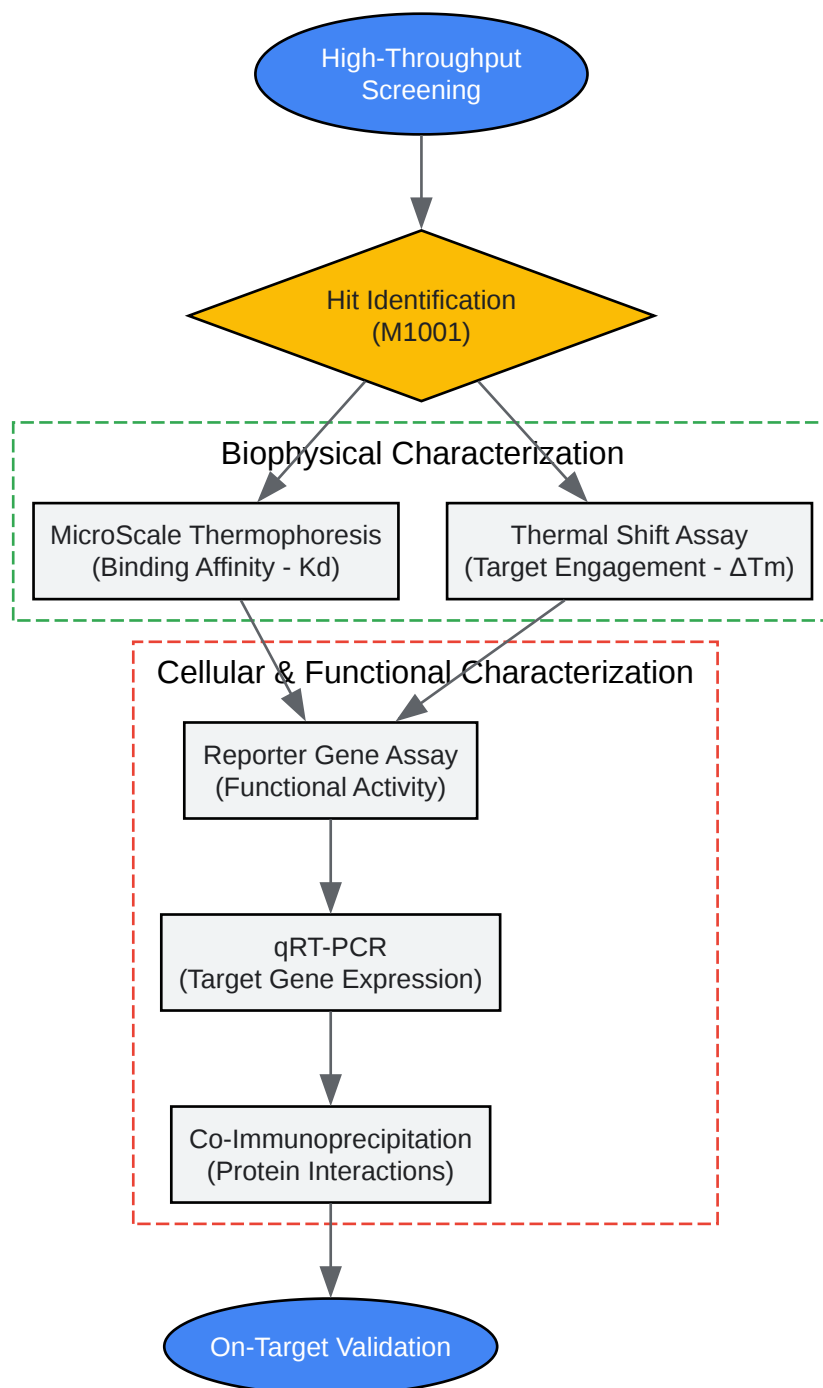 High-Throughput
Screening
Hit Identification
(M1001)
Biophysical Characterization
MicroScale Thermophoresis
(Binding Affinity - Kd)
Thermal Shift Assay
(Target Engagement - ΔTm)
Cellular & Functional Characterization
Reporter Gene Assay
(Functional Activity)
qRT-PCR
(Target Gene Expression)
Co-Immunoprecipitation
(Protein Interactions)
On-Target Validation